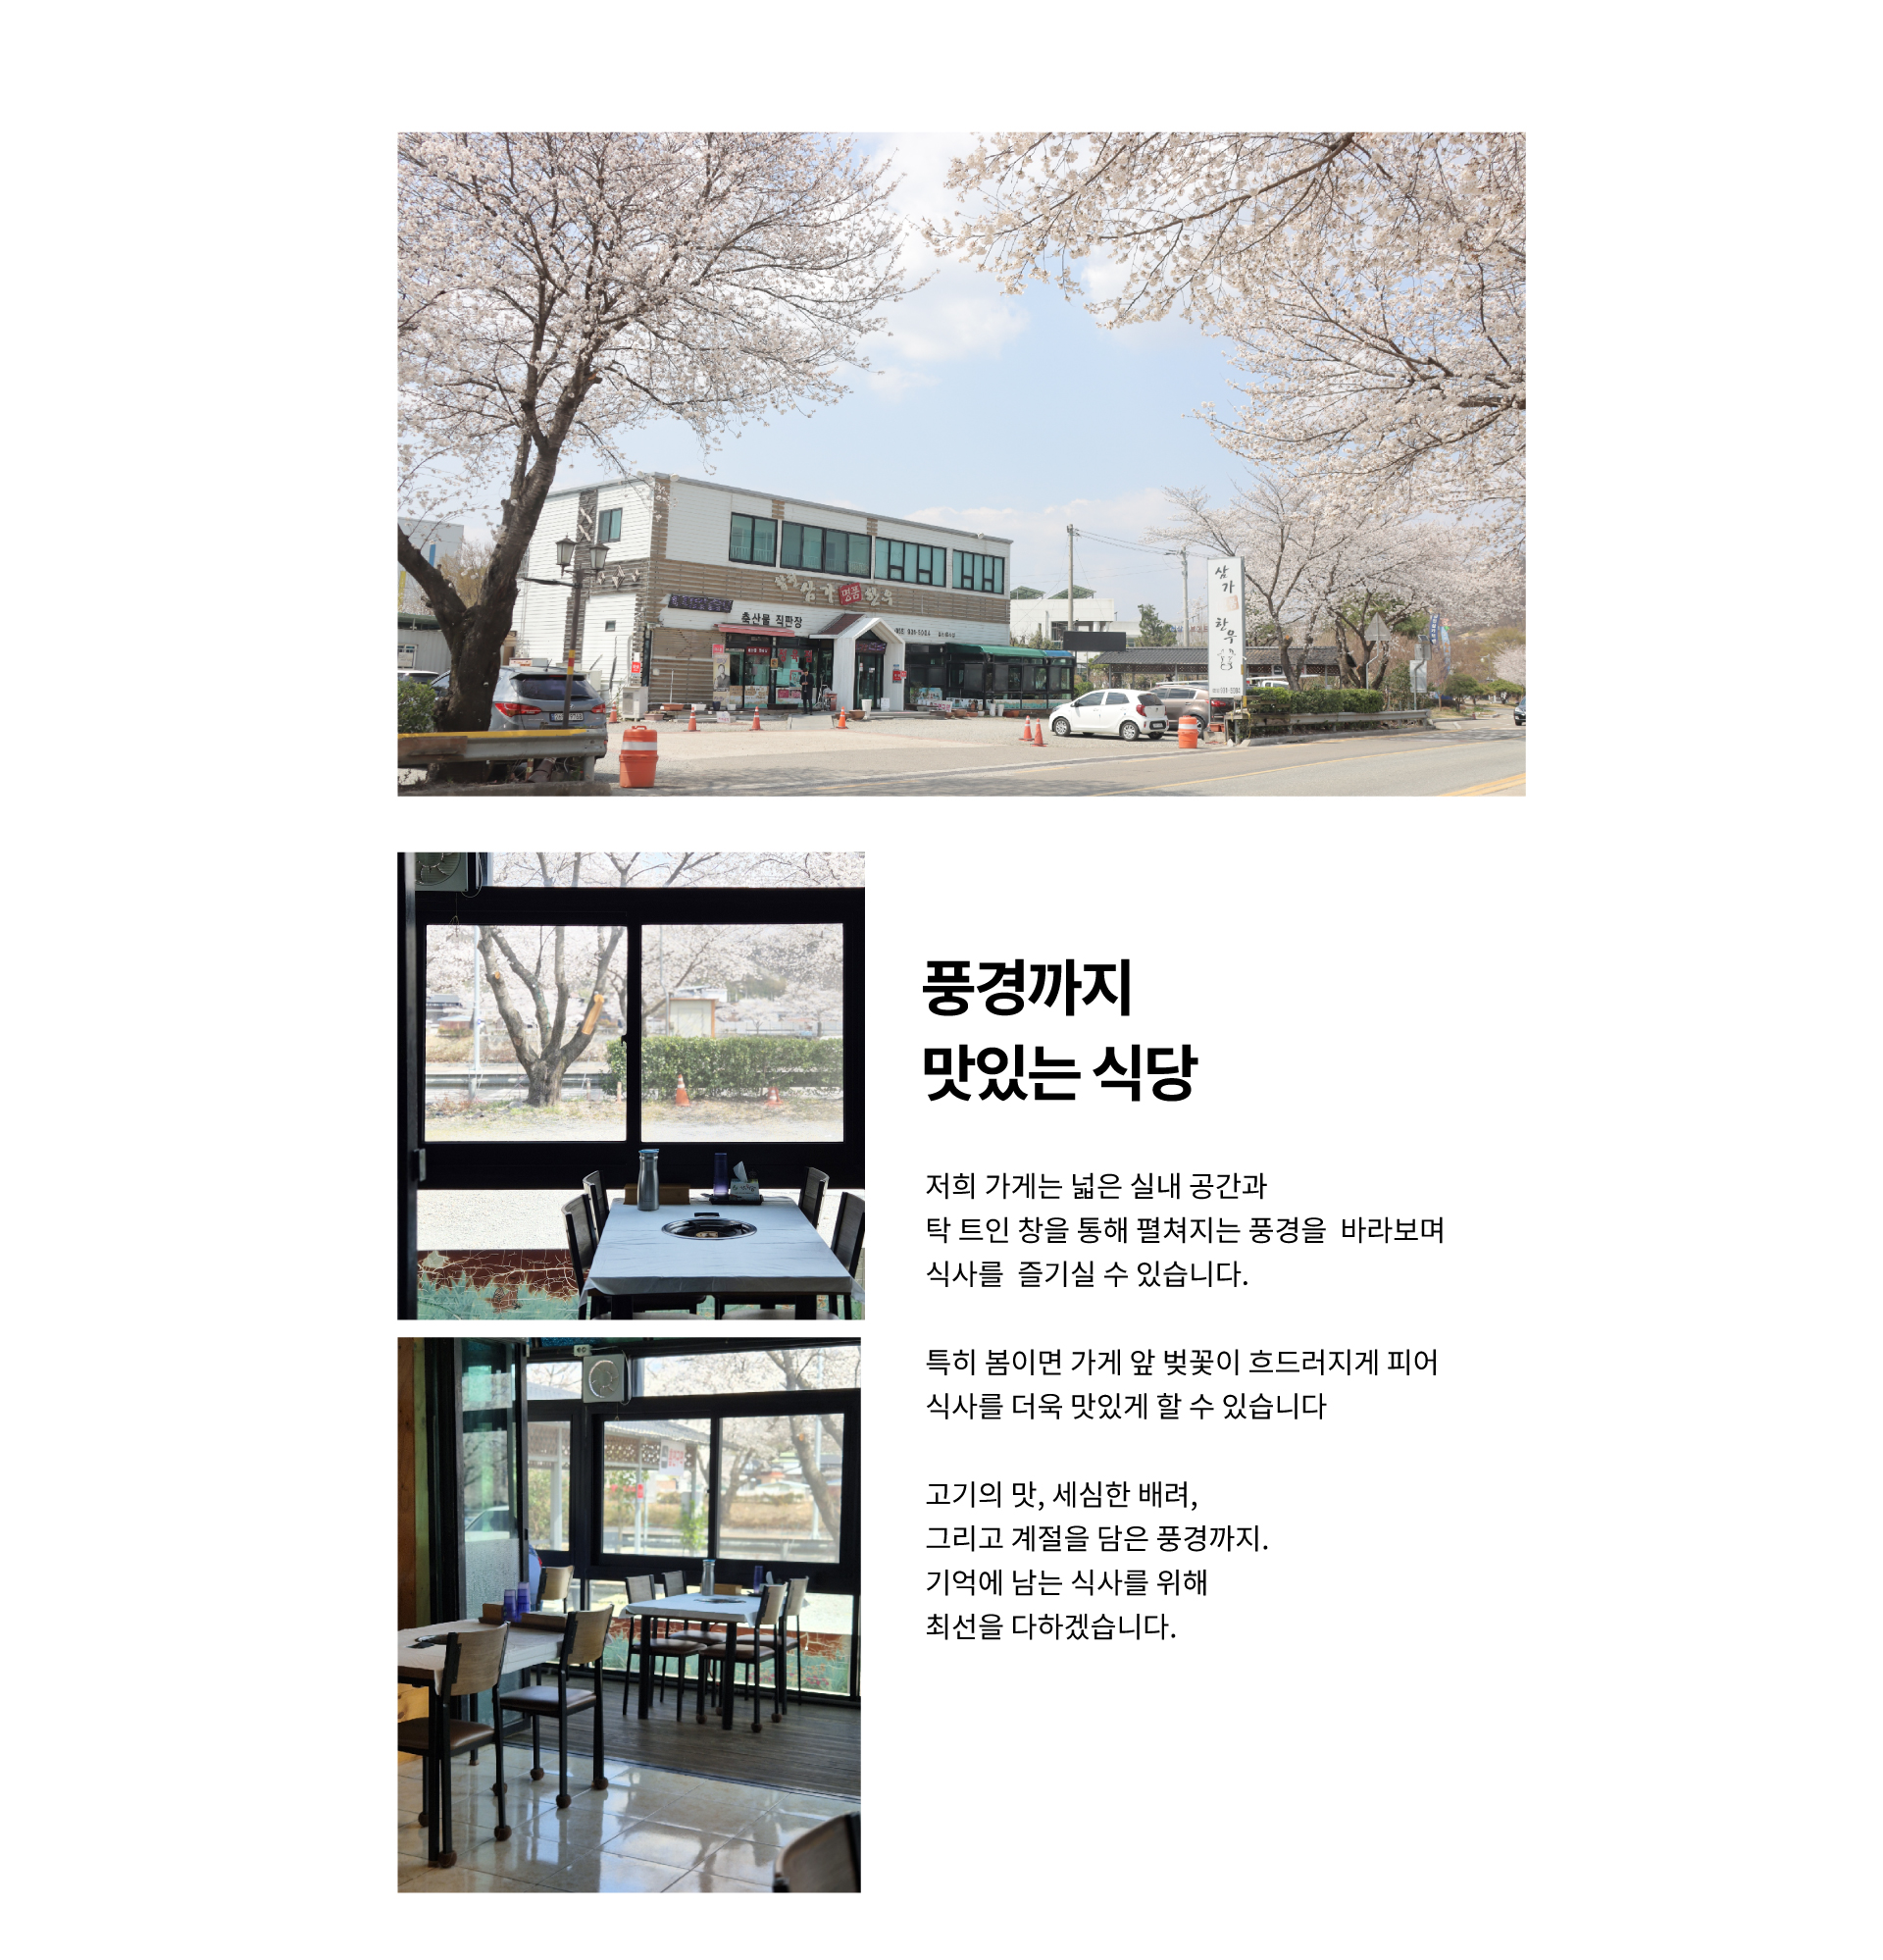 삼가 명품 한우
축산물 직판장
931-5004
삼가
한우
풍경까지
맛있는 식당
저희 가게는 넓은 실내 공간과
탁 트인 창을 통해 펼쳐지는 풍경을  바라보며
식사를  즐기실 수 있습니다.
특히 봄이면 가게 앞 벚꽃이 흐드러지게 피어
식사를 더욱 맛있게 할 수 있습니다
고기의 맛, 세심한 배려,
그리고 계절을 담은 풍경까지.
기억에 남는 식사를 위해
최선을 다하겠습니다.